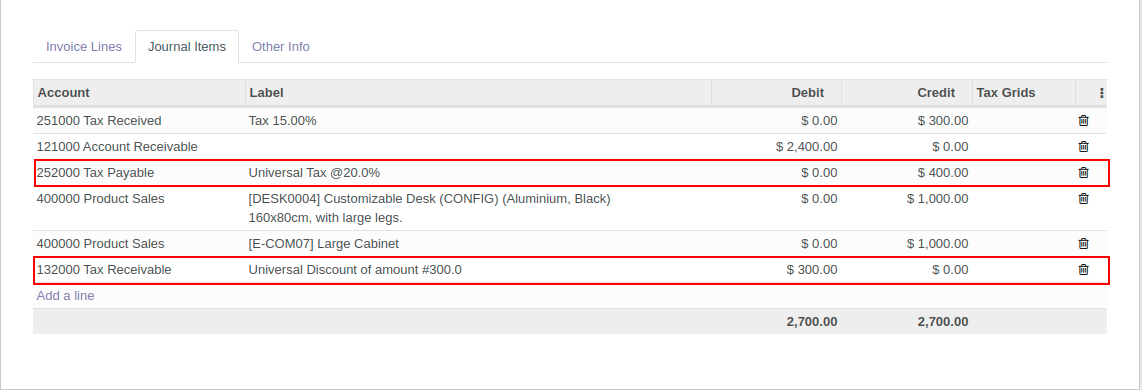 Invoice Lines Journal Items Other Info
Account Label Debit Credit Tax Grids
251000 Tax Received Tax 15.00% $ 0.00 $ 300.00
121000 Account Receivable $ 2,400.00 $ 0.00
252000 Tax Payable Universal Tax @20.0% $ 0.00 $ 400.00
400000 Product Sales [DESK0004] Customizable Desk (CONFIG) (Aluminium, Black) $ 0.00 $ 1,000.00
160x80cm, with large legs.
400000 Product Sales [E-COM07] Large Cabinet $ 0.00 $ 1,000.00
132000 Tax Receivable Universal Discount of amount #300.0 $ 300.00 $ 0.00
Add a line
2,700.00 2,700.00